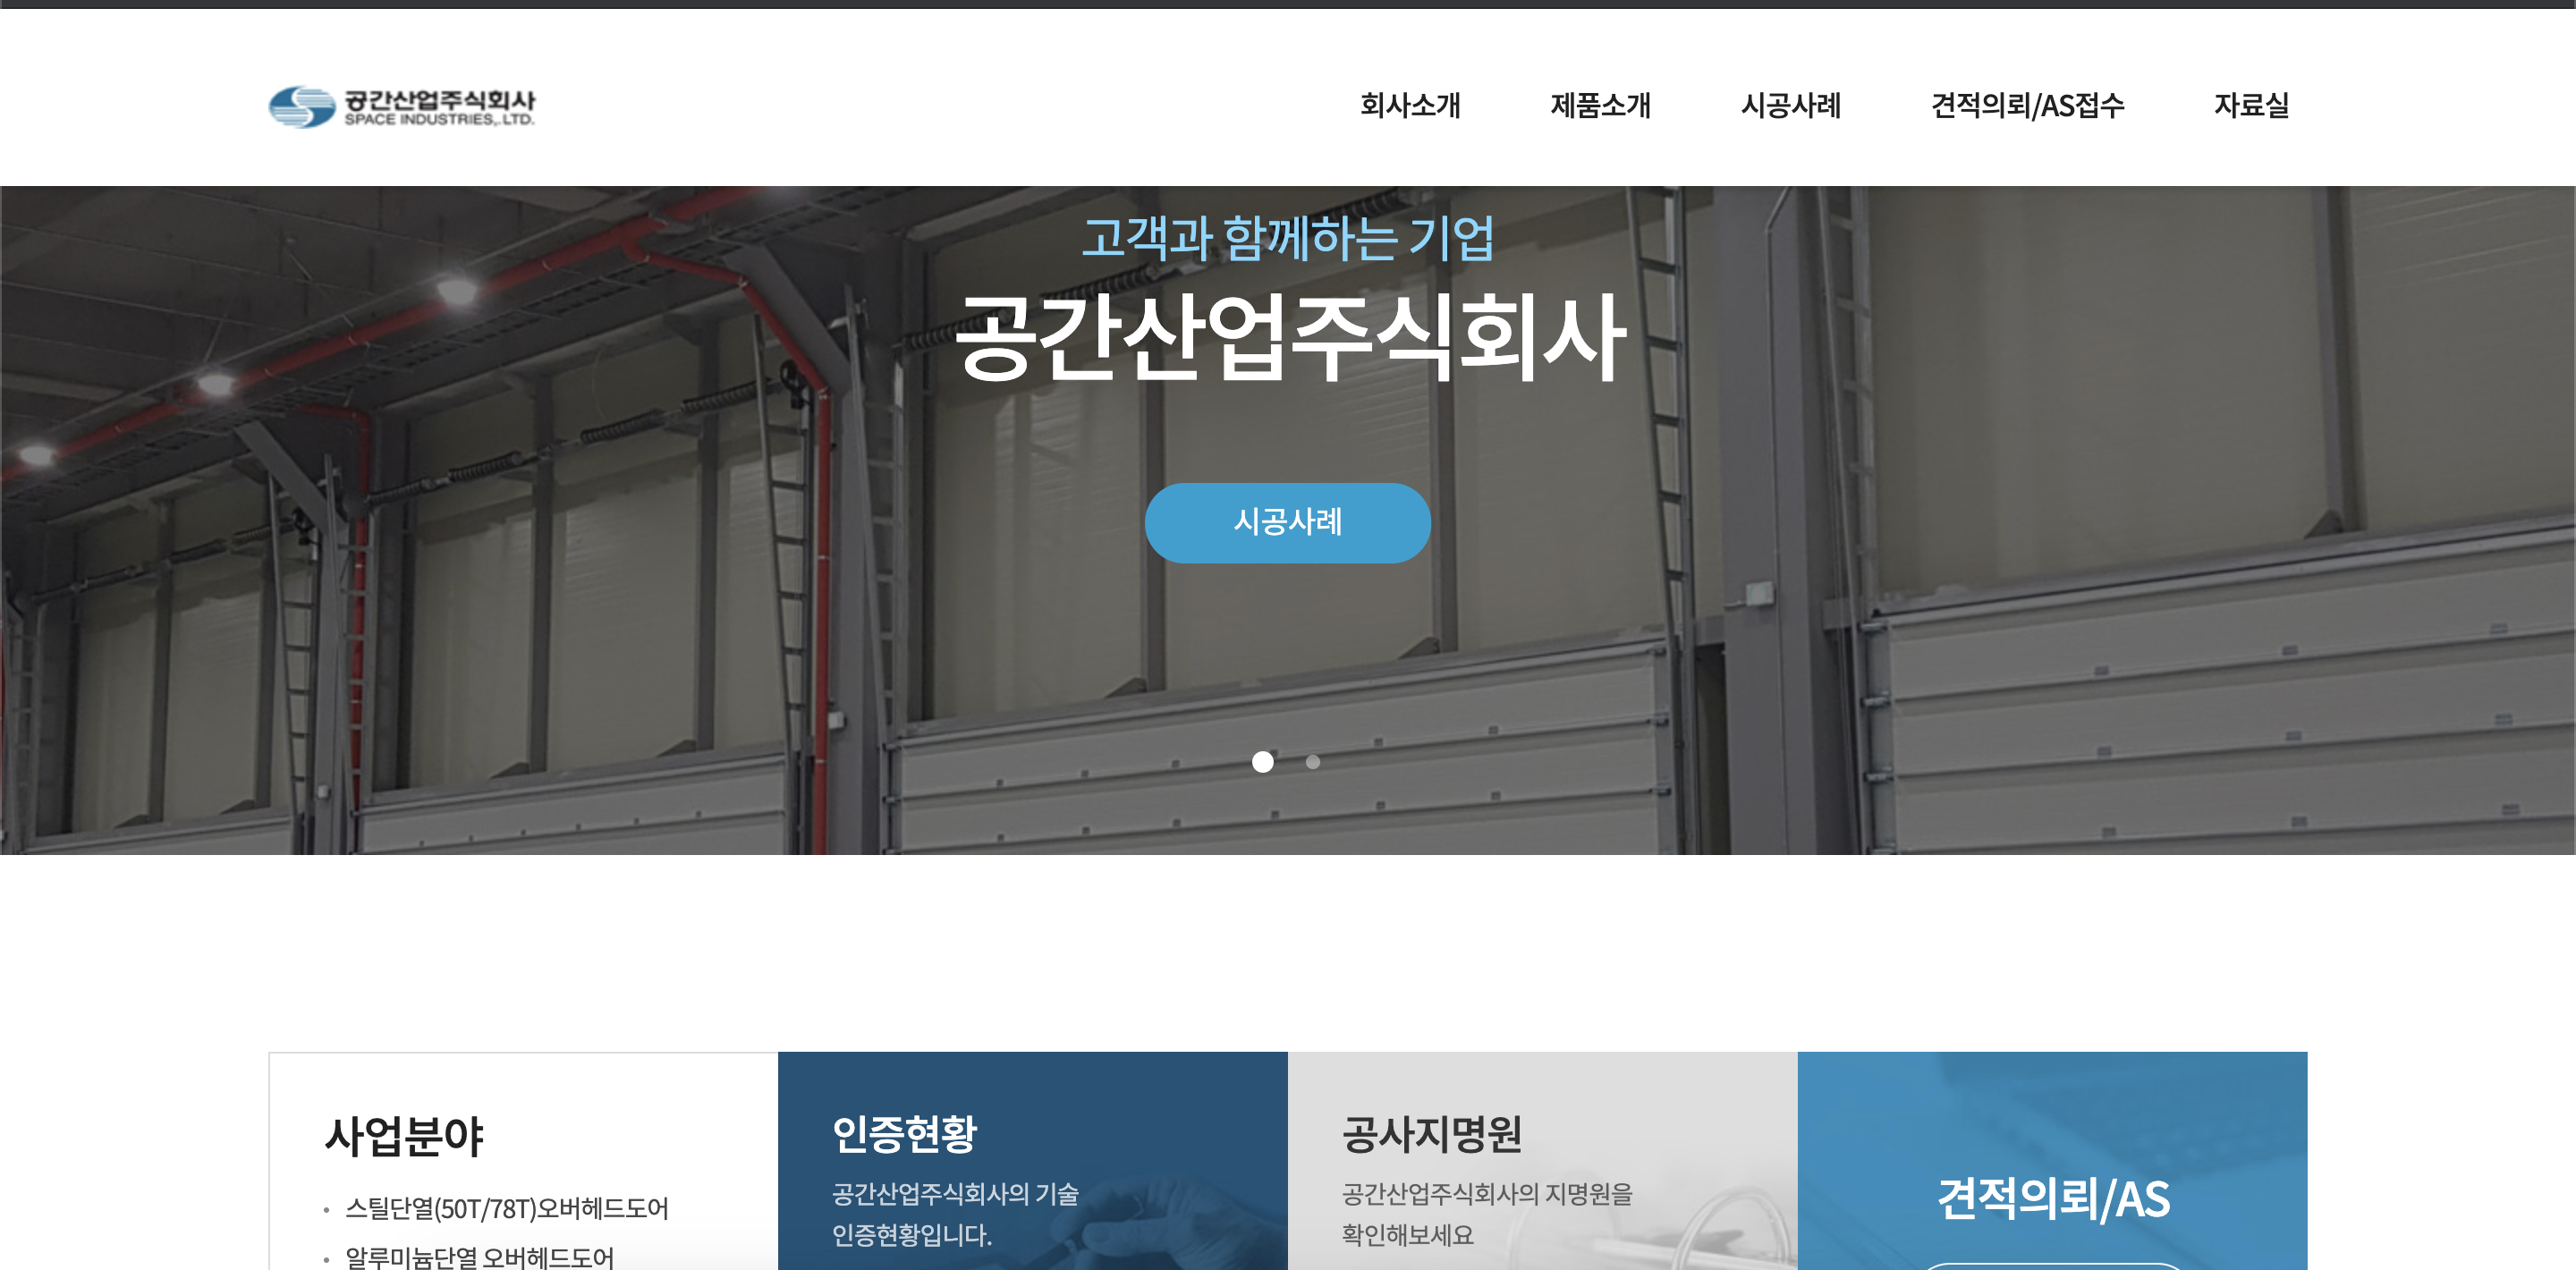 공간산업주식회사
SPACE INDUSTRIES,.LTD.
회사소개 제품소개 시공사례 견적의뢰/AS접수 자료실
고객과 함께하는 기업
공간산업주식회사
시공사례
사업분야
• 스틸단열(50T/78T)오버헤드도어
• 알루미늄단열 오버헤드도어
인증현황
공간산업주식회사의 기술
인증현황입니다.
공사지명원
공간산업주식회사의 지명원을
확인해보세요
견적의뢰/AS